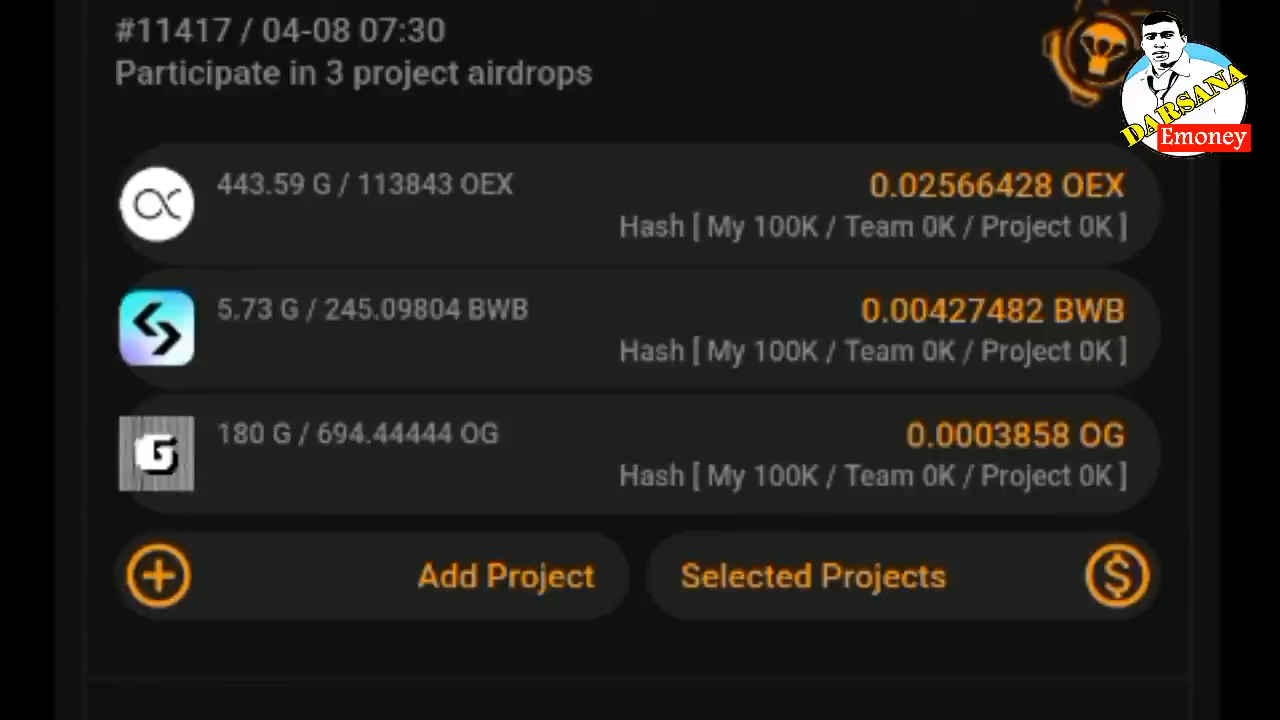 #11417 / 04-08 07:30
Participate in 3 project airdrops
DARSANA
Emoney
443.59 G / 113843 OEX
0.02566428 OEX
Hash [ My 100K / Team 0K / Project 0K ]
5.73 G / 245.09804 BWB
0.00427482 BWB
Hash [ My 100K / Team 0K / Project 0K ]
180 G / 694.44444 OG
0.0003858 OG
Hash [ My 100K / Team 0K / Project 0K ]
Add Project
Selected Projects